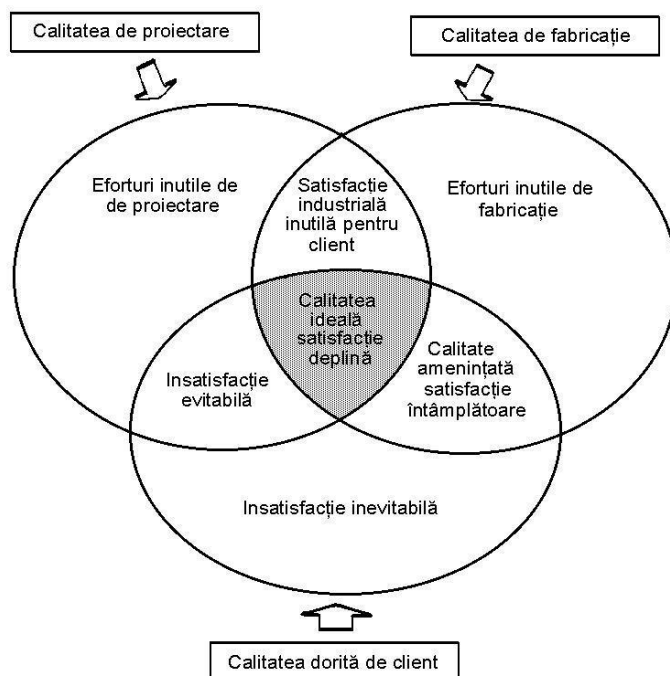 Calitatea de proiectare
Calitatea de fabricație
Eforturi inutile de
de proiectare
Satisfacție
industrială
inutilă pentru
client
Eforturi inutile de
fabricație
Calitatea
ideală
satisfacție
deplină
Insatisfacție
evitabilă
Calitate
amenințată
satisfacție
întâmplătoare
Insatisfacție inevitabilă
Calitatea dorită de client